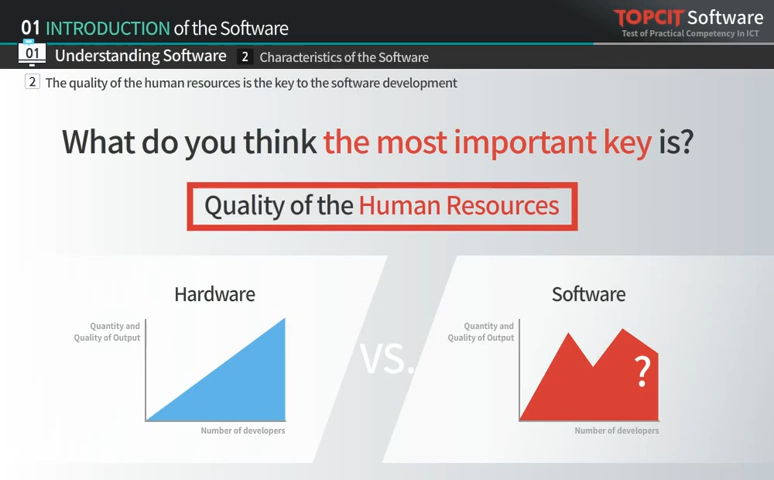 01 INTRODUCTION of the Software
TOPCIT Software
Test of Practical Competency In ICT
01 Understanding Software 2 Characteristics of the Software
2 The quality of the human resources is the key to the software development
What do you think the most important key is?
Quality of the Human Resources
Hardware
Quantity and
Quality of Output
Number of developers
VS.
Software
Quantity and
Quality of Output
?
Number of developers